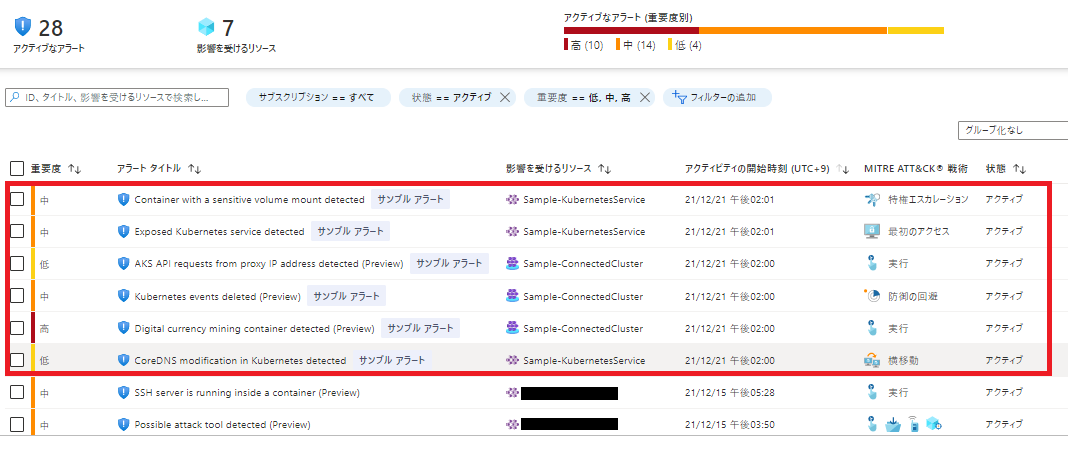 28
アクティブなアラート
7
影響を受けるリソース
アクティブなアラート (重要度別)
高 (10) 中 (14) 低 (4)
ID、タイトル、影響を受けるリソースで検索し...
サブスクリプション == すべて
状態 == アクティブ
重要度 == 低, 中, 高
フィルターの追加
グループ化なし
重要度 アラート タイトル 影響を受けるリソース アクティビティの開始時刻 (UTC+9) MITRE ATT&CK® 戦術 状態
中 Container with a sensitive volume mount detected サンプル アラート Sample-KubernetesService 21/12/21 午後02:01 特権エスカレーション アクティブ
中 Exposed Kubernetes service detected サンプル アラート Sample-KubernetesService 21/12/21 午後02:01 最初のアクセス アクティブ
低 AKS API requests from proxy IP address detected (Preview) サンプル アラート Sample-ConnectedCluster 21/12/21 午後02:00 実行 アクティブ
中 Kubernetes events deleted (Preview) サンプル アラート Sample-ConnectedCluster 21/12/21 午後02:00 防御の回避 アクティブ
高 Digital currency mining container detected (Preview) サンプル アラート Sample-ConnectedCluster 21/12/21 午後02:00 実行 アクティブ
低 CoreDNS modification in Kubernetes detected サンプル アラート Sample-KubernetesService 21/12/21 午後02:00 横移動 アクティブ
中 SSH server is running inside a container (Preview) 21/12/15 午後05:28 実行 アクティブ
中 Possible attack tool detected (Preview) 21/12/15 午後03:50 アクティブ